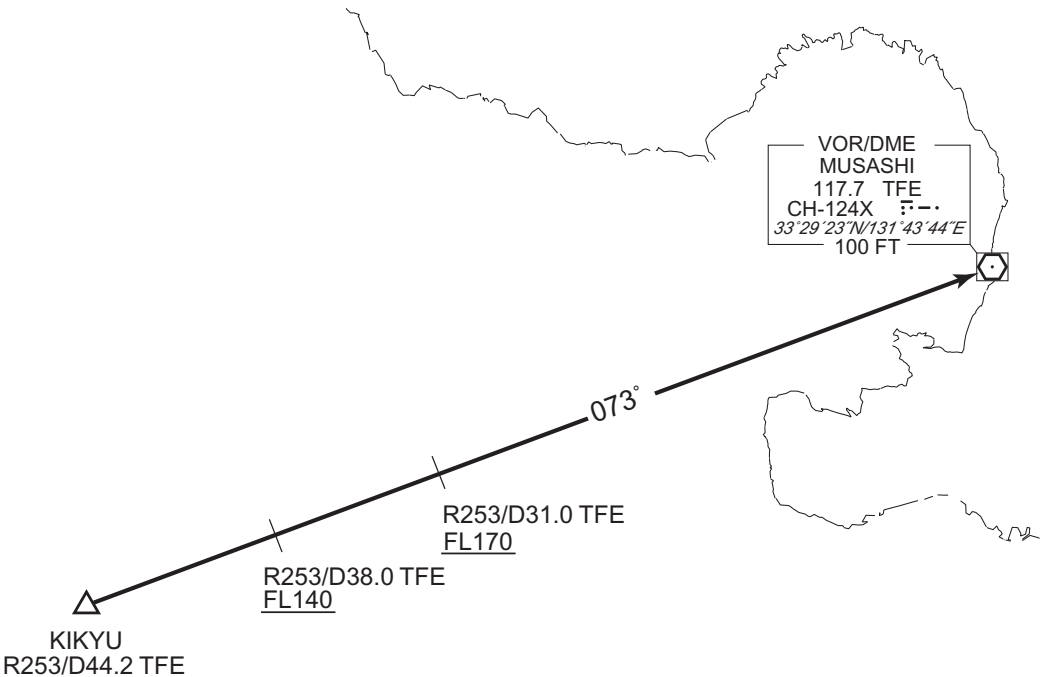 VOR/DME
MUSASHI
117.7 TFE
CH-124X
33°29′23″N/131°43′44″E
100 FT
073°
R253/D31.0 TFE
FL170
R253/D38.0 TFE
FL140
KIKYU
R253/D44.2 TFE